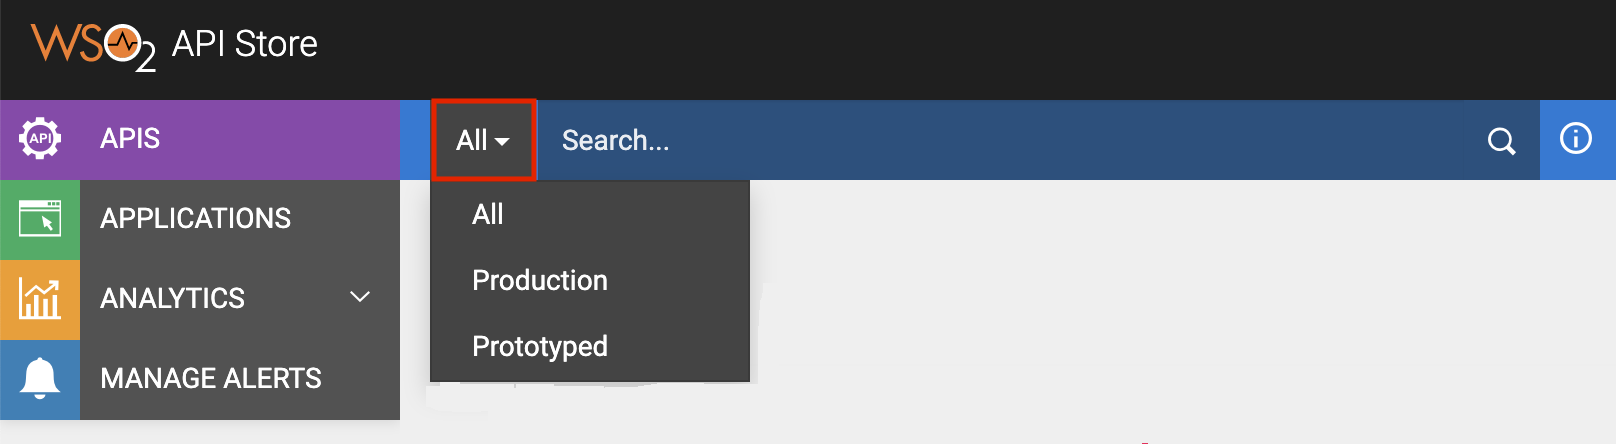 WSO2 API Store
API APIS
All Search...
APPLICATIONS
All
Production
ANALYTICS
Prototyped
MANAGE ALERTS